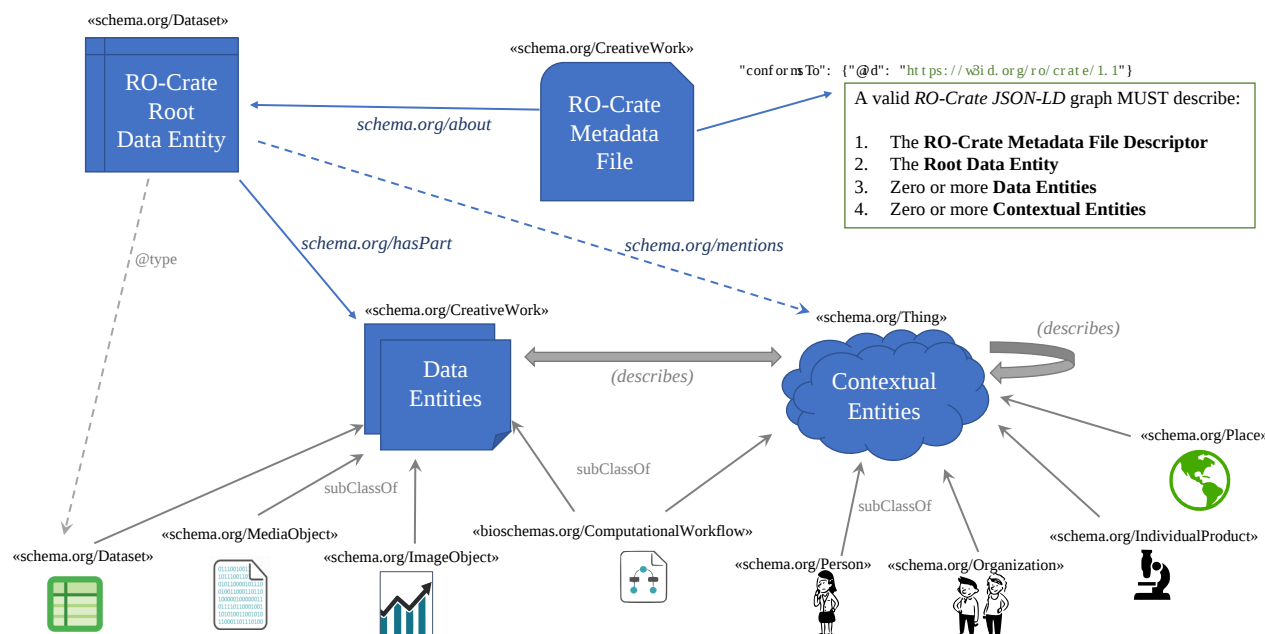 «schema.org/Dataset»
RO-Crate
Root
Data Entity
«schema.org/CreativeWork»
RO-Crate
Metadata
File
schema.org/about
"conformsTo": {"@id": "https://w3id.org/ro/crate/1.1"}
A valid RO-Crate JSON-LD graph MUST describe:
1. The RO-Crate Metadata File Descriptor
2. The Root Data Entity
3. Zero or more Data Entities
4. Zero or more Contextual Entities
schema.org/hasPart
schema.org/mentions
@type
«schema.org/CreativeWork»
Data
Entities
(describes)
«schema.org/Thing»
Contextual
Entities
(describes)
subClassOf
subClassOf
subClassOf
«schema.org/Place»
«schema.org/Dataset»
«schema.org/MediaObject»
«schema.org/ImageObject»
«bioschemas.org/ComputationalWorkflow»
«schema.org/Person»
«schema.org/Organization»
«schema.org/IndividualProduct»